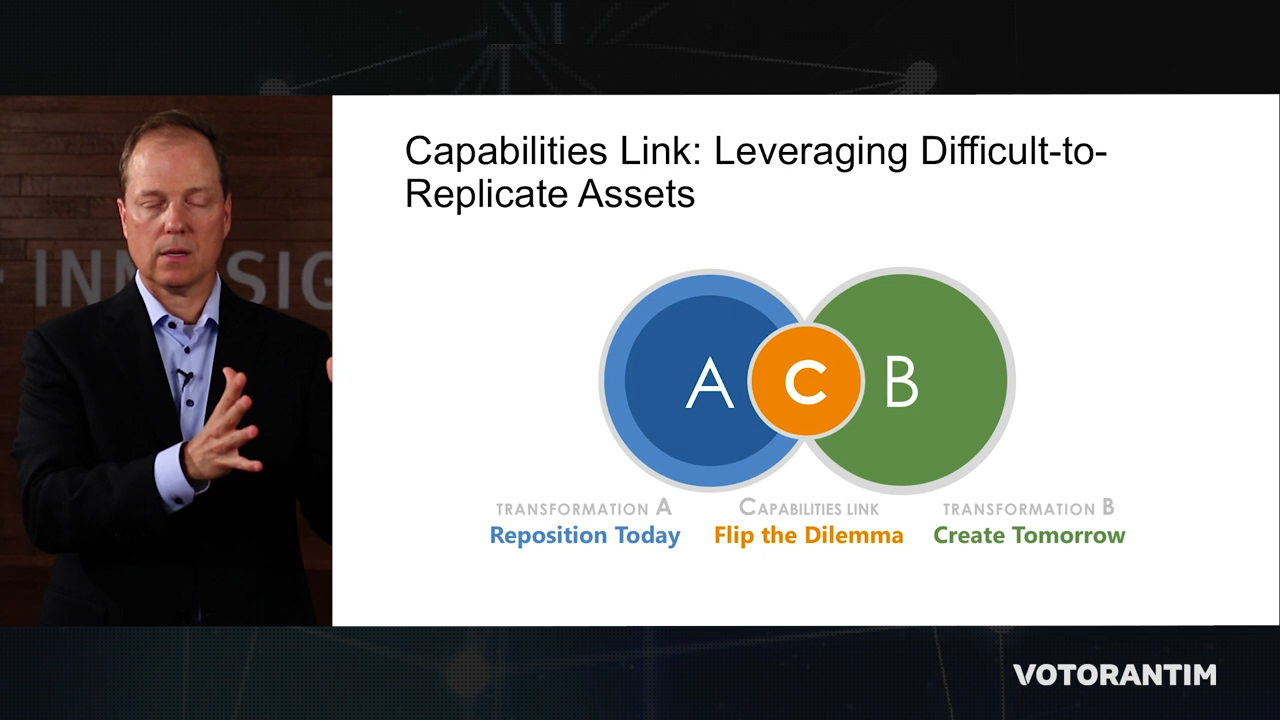 Capabilities Link: Leveraging Difficult-to-
Replicate Assets
A
C
B
TRANSFORMATION A
CAPABILITIES LINK
TRANSFORMATION B
Reposition Today
Flip the Dilemma
Create Tomorrow
VOTORANTIM